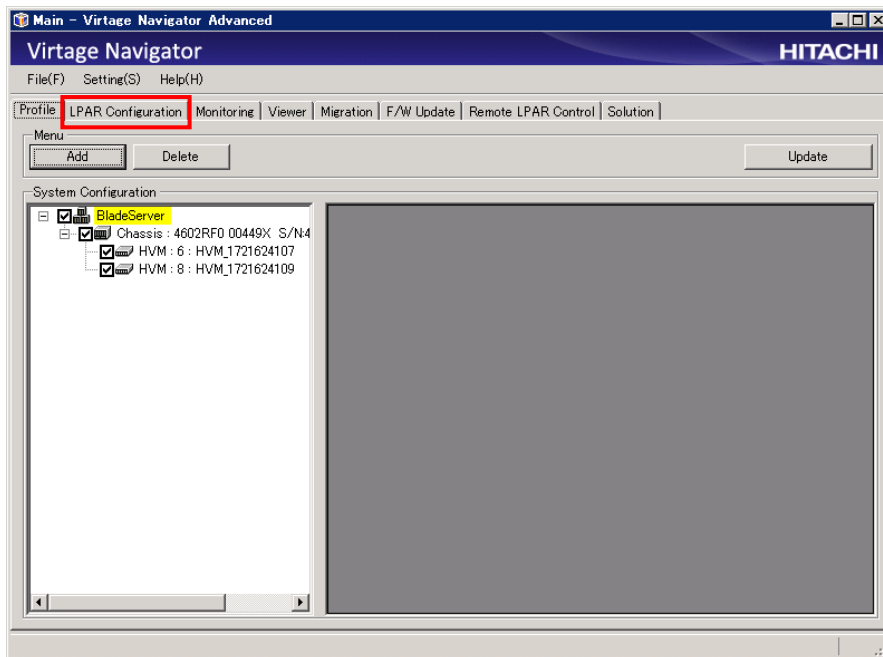 Main - Virtage Navigator Advanced
Virtage Navigator
HITACHI
File(F) Setting(S) Help(H)
Profile LPAR Configuration Monitoring Viewer Migration F/W Update Remote LPAR Control Solution
Menu
Add Delete Update
System Configuration
BladeServer
Chassis : 4602RF0 00449X S/N:4
HVM : 6 : HVM_1721624107
HVM : 8 : HVM_1721624109